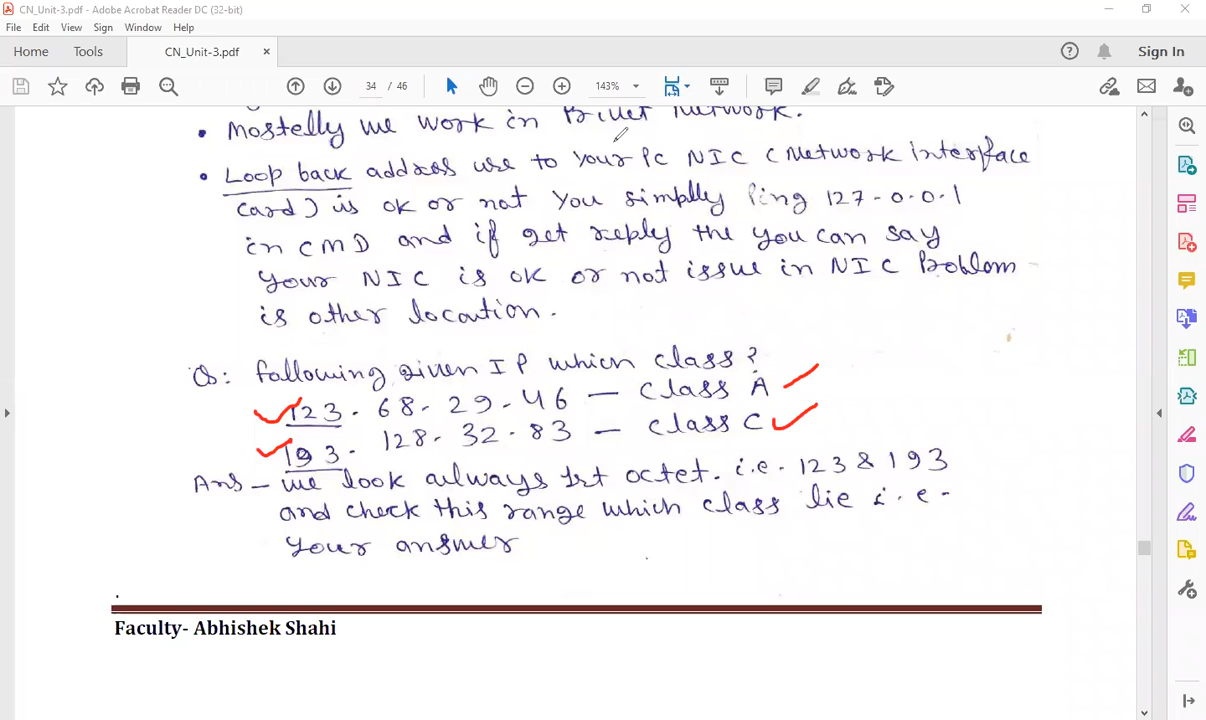 CN_Unit-3.pdf - Adobe Acrobat Reader DC (32-bit)
File Edit View Sign Window Help
Home Tools CN_Unit-3.pdf × Sign In
34 / 46 143%
• Mostelly we work in Network.
• Loop back address use to your PC NIC (Network interface
card) is ok or not you simplly Ping 127.0.0.1
in CMD and if get reply the you can say
your NIC is ok or not issue in NIC Problem
is other location.
Q: following given IP which class?
123. 68. 29. 46 — class A
193. 128. 32. 83 — class C
Ans - we look always 1st octet. i.e. 123 & 193
and check this range which class lie i.e.
your answer
.
Faculty- Abhishek Shahi